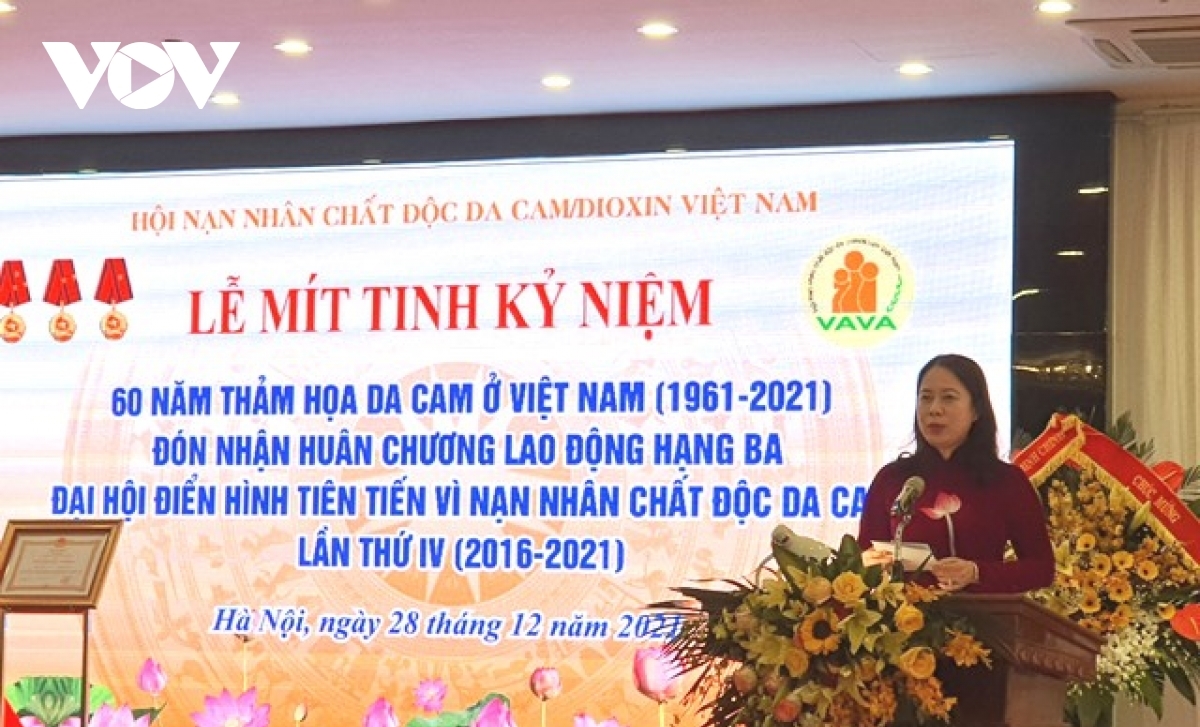 VOV
HỘI NẠN NHÂN CHẤT ĐỘC DA CAM/DIOXIN VIỆT NAM
LỄ MÍT TINH KỶ NIỆM
VAVA
60 NĂM THẢM HỌA DA CAM Ở VIỆT NAM (1961-2021)
ĐÓN NHẬN HUÂN CHƯƠNG LAO ĐỘNG HẠNG BA
ĐẠI HỘI ĐIỂN HÌNH TIÊN TIẾN VÌ NẠN NHÂN CHẤT ĐỘC DA CA
LẦN THỨ IV (2016-2021)
Hà Nội, ngày 28 tháng 12 năm 2021
CHÚC MỪNG